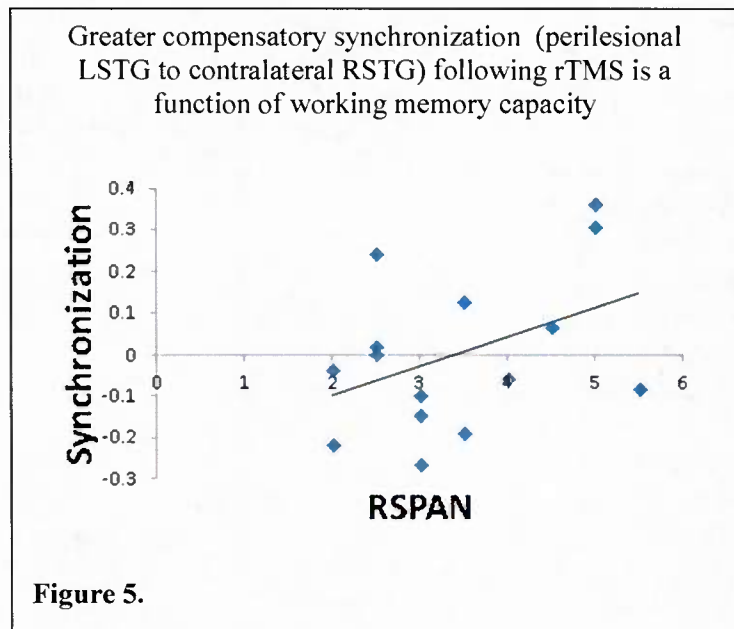 Greater compensatory synchronization (perilesional
LSTG to contralateral RSTG) following rTMS is a
function of working memory capacity
Synchronization
0.4
0.3
0.2
0.1
0
-0.1
-0.2
-0.3
0 1 2 3 4 5 6
RSPAN
Figure 5.